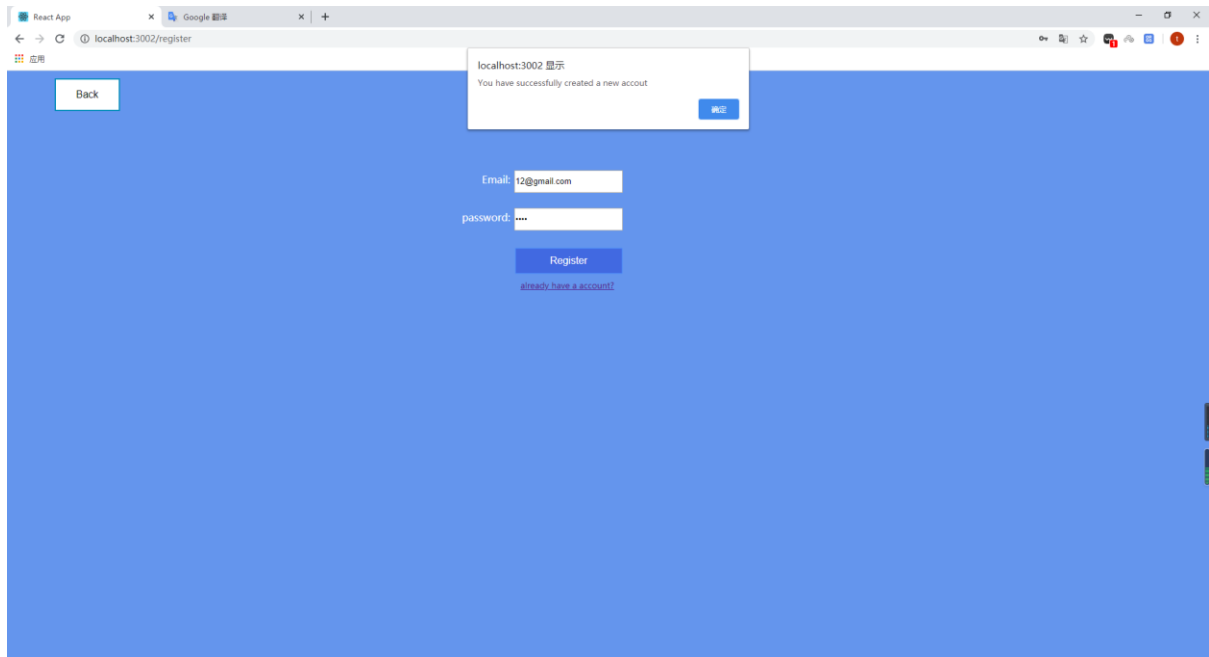 React App
Google 翻译
localhost:3002/register
应用
localhost:3002 显示
You have successfully created a new accout
确定
Back
Email: 12@gmail.com
password: ••••
Register
already have a account?